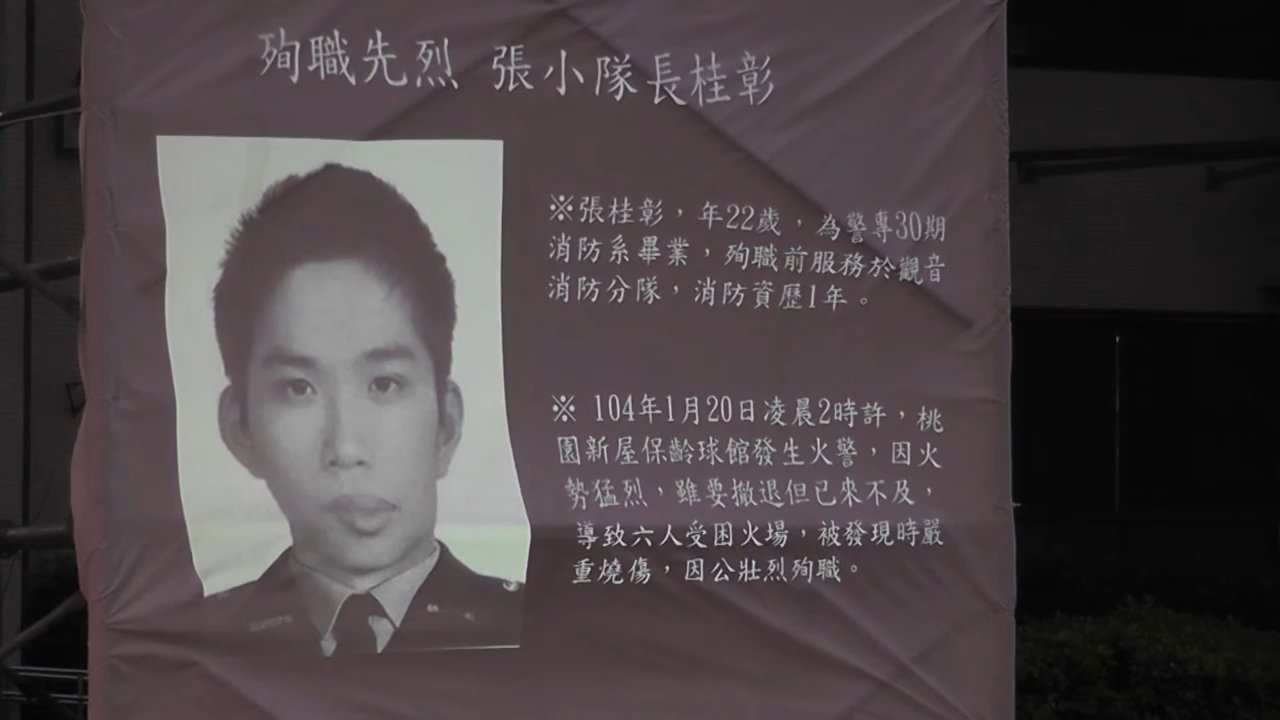 殉職先烈 張小隊長桂彰
※張桂彰，年22歲，為警專30期
消防系畢業，殉職前服務於觀音
消防分隊，消防資歷1年。
※ 104年1月20日凌晨2時許，桃
園新屋保齡球館發生火警，因火
勢猛烈，雖要撤退但已來不及，
導致六人受困火場，被發現時嚴
重燒傷，因公壯烈殉職。